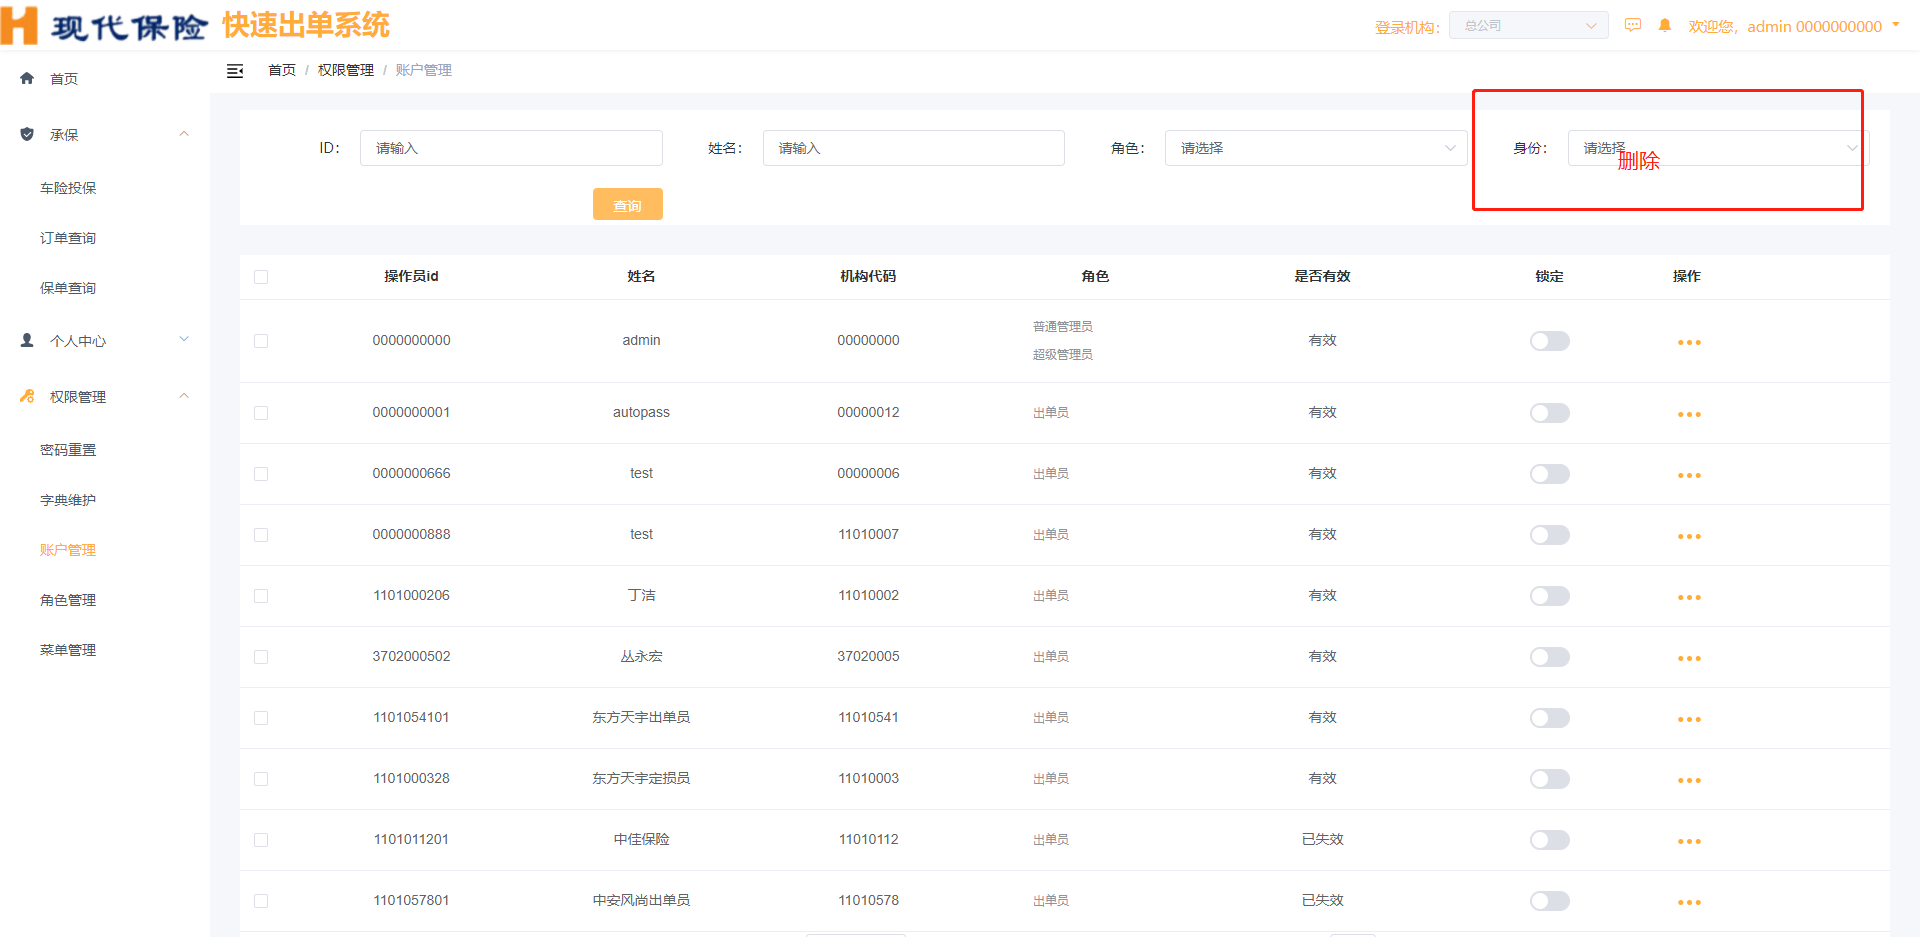 现代保险 快速出单系统
登录机构： 总公司 欢迎您，admin 0000000000
首页
承保
车险投保
订单查询
保单查询
个人中心
权限管理
密码重置
字典维护
账户管理
角色管理
菜单管理
首页 / 权限管理 / 账户管理
ID： 请输入 姓名： 请输入 角色： 请选择 身份： 请选择
删除
查询
操作员id 姓名 机构代码 角色 是否有效 锁定 操作
0000000000 admin 00000000 普通管理员 有效
超级管理员
0000000001 autopass 00000012 出单员 有效
0000000666 test 00000006 出单员 有效
0000000888 test 11010007 出单员 有效
1101000206 丁洁 11010002 出单员 有效
3702000502 丛永宏 37020005 出单员 有效
1101054101 东方天宇出单员 11010541 出单员 有效
1101000328 东方天宇定损员 11010003 出单员 有效
1101011201 中佳保险 11010112 出单员 已失效
1101057801 中安风尚出单员 11010578 出单员 已失效